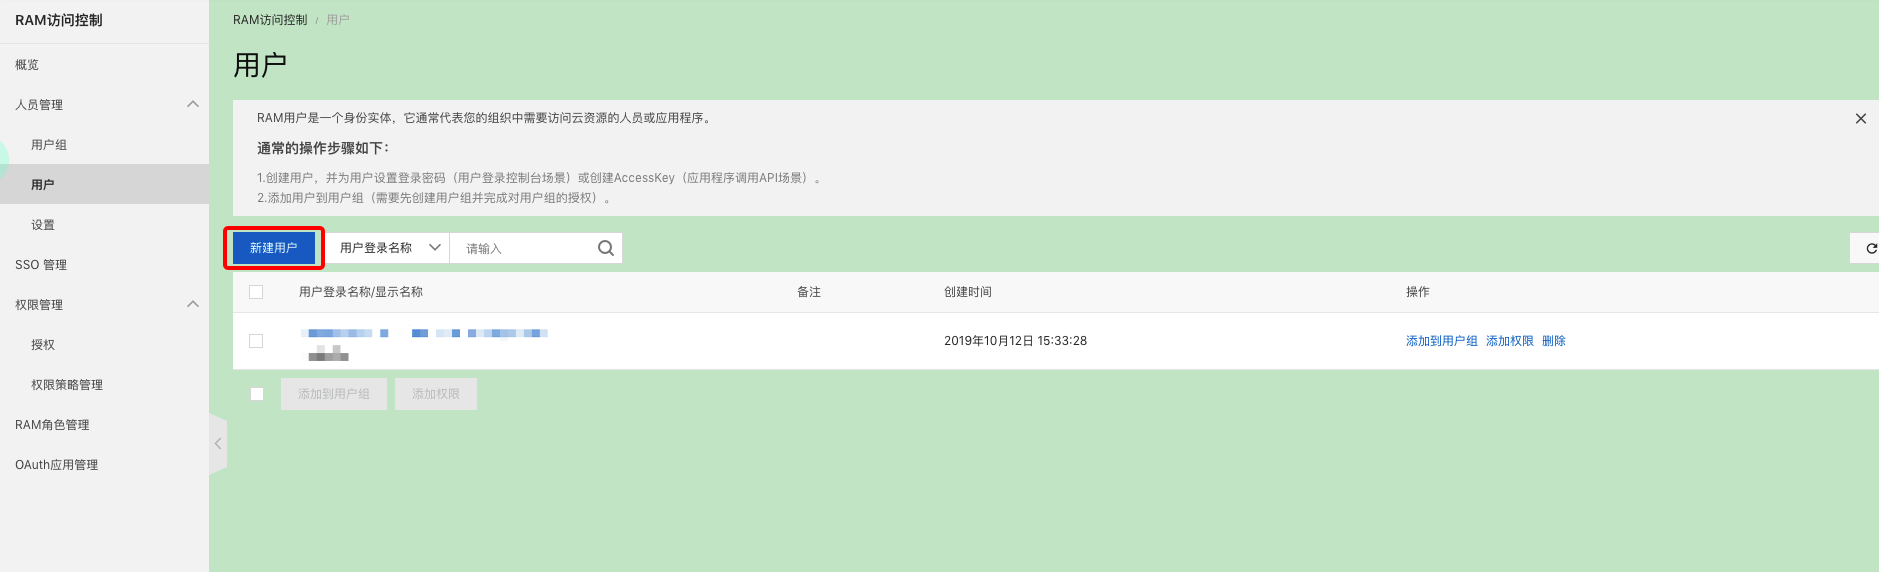 RAM访问控制
概览
人员管理
用户组
用户
设置
SSO 管理
权限管理
授权
权限策略管理
RAM角色管理
OAuth应用管理
RAM访问控制 / 用户
用户
RAM用户是一个身份实体，它通常代表您的组织中需要访问云资源的人员或应用程序。
通常的操作步骤如下：
1.创建用户，并为用户设置登录密码（用户登录控制台场景）或创建AccessKey（应用程序调用API场景）。
2.添加用户到用户组（需要先创建用户组并完成对用户组的授权）。
新建用户 用户登录名称 请输入
用户登录名称/显示名称 备注 创建时间 操作
2019年10月12日 15:33:28 添加到用户组 添加权限 删除
添加到用户组 添加权限